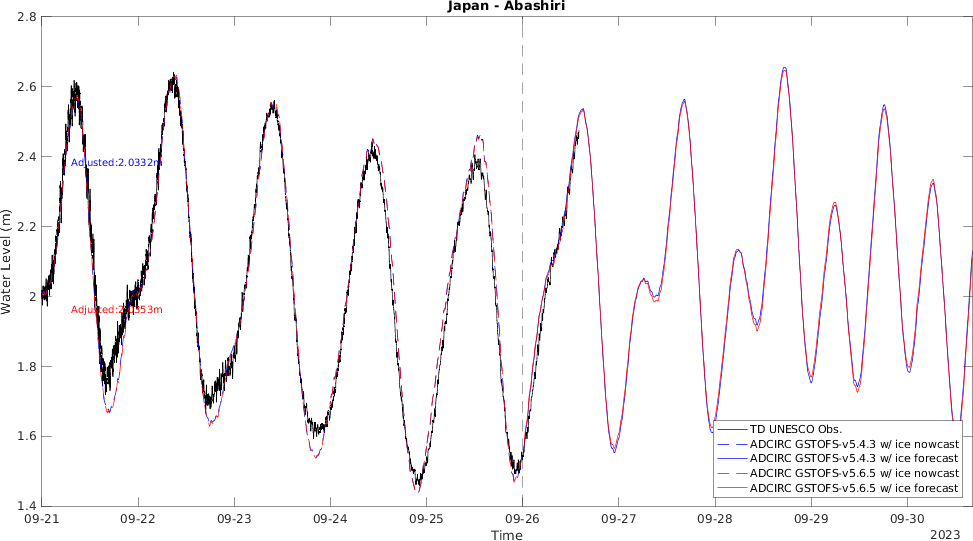 Japan - Abashiri
2.8
2.6
2.4
2.2
2
1.8
1.6
1.4
Water Level (m)
Adjusted:2.0332m
TD UNESCO Obs.
ADCIRC GSTOFS-v5.4.3 w/ ice nowcast
ADCIRC GSTOFS-v5.4.3 w/ ice forecast
ADCIRC GSTOFS-v5.6.5 w/ ice nowcast
ADCIRC GSTOFS-v5.6.5 w/ ice forecast
09-21 09-22 09-23 09-24 09-25 09-26 09-27 09-28 09-29 09-30
Time
2023